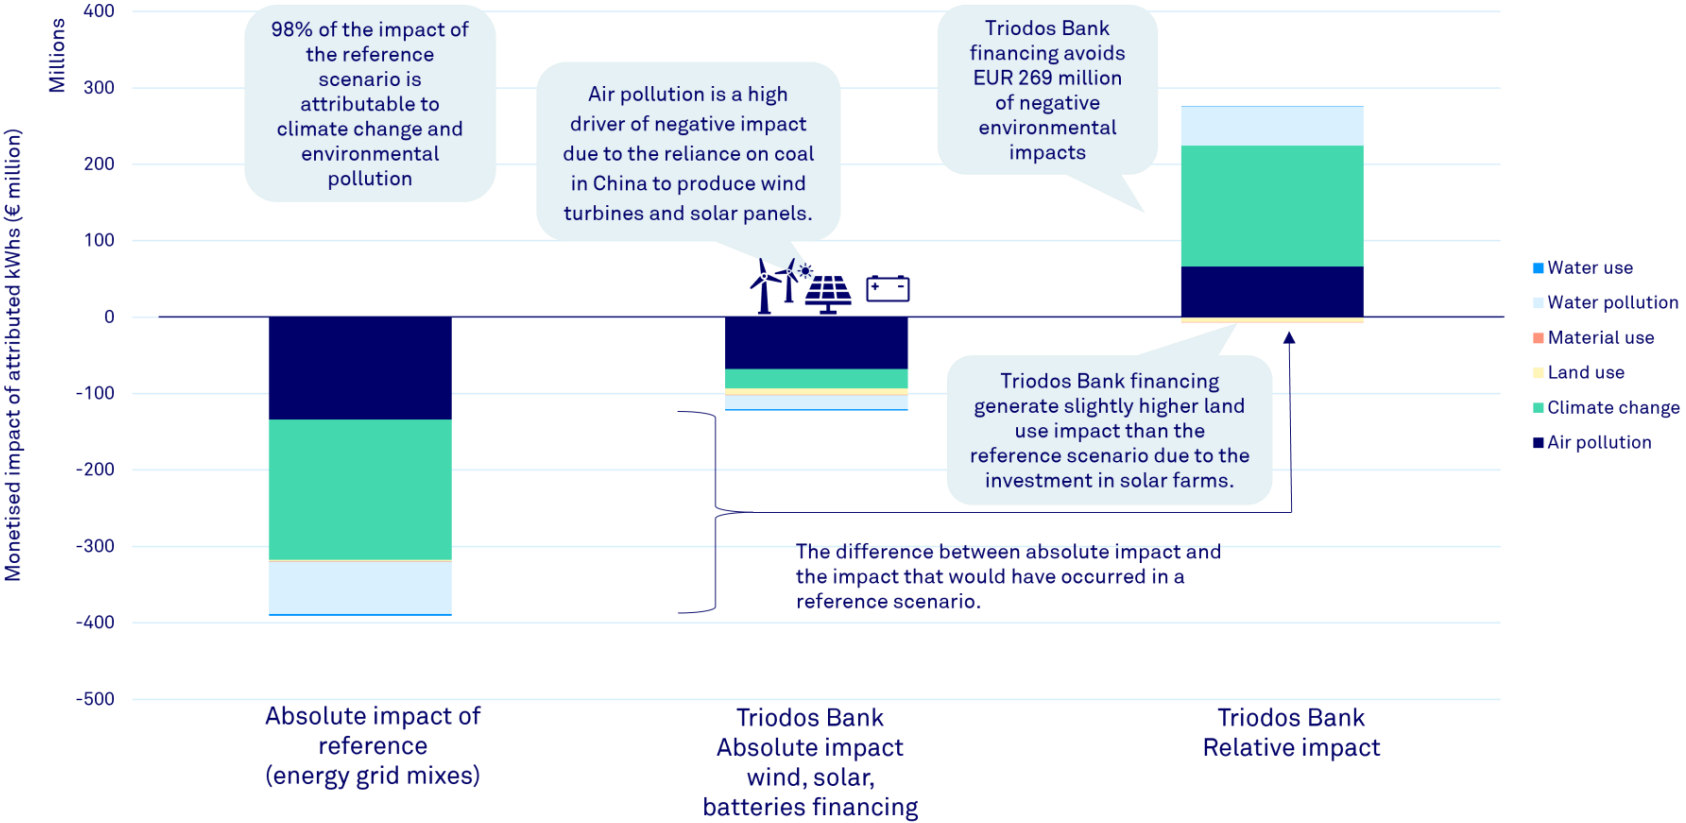 Monetised impact of attributed kWhs (€ million)
Millions
400
300
200
100
0
-100
-200
-300
-400
-500
98% of the impact of
the reference
scenario is
attributable to
climate change and
environmental
pollution
Air pollution is a high
driver of negative impact
due to the reliance on coal
in China to produce wind
turbines and solar panels.
Triodos Bank
financing avoids
EUR 269 million
of negative
environmental
impacts
Triodos Bank financing
generate slightly higher land
use impact than the
reference scenario due to the
investment in solar farms.
The difference between absolute impact and
the impact that would have occurred in a
reference scenario.
Water use
Water pollution
Material use
Land use
Climate change
Air pollution
Absolute impact of
reference
(energy grid mixes)
Triodos Bank
Absolute impact
wind, solar,
batteries financing
Triodos Bank
Relative impact